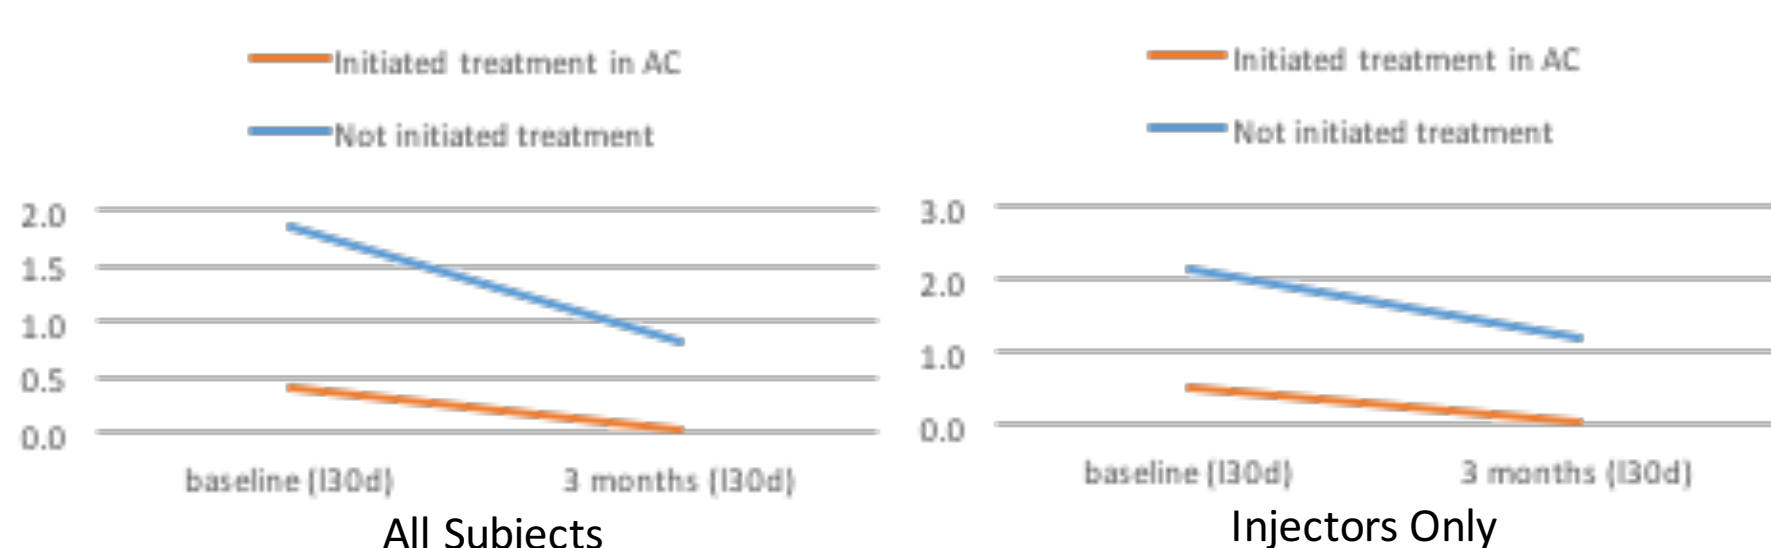 Initiated treatment in AC
Not initiated treatment
2.0
1.5
1.0
0.5
0.0
baseline (l30d) 3 months (l30d)
All Subjects
Initiated treatment in AC
Not initiated treatment
3.0
2.0
1.0
0.0
baseline (l30d) 3 months (l30d)
Injectors Only